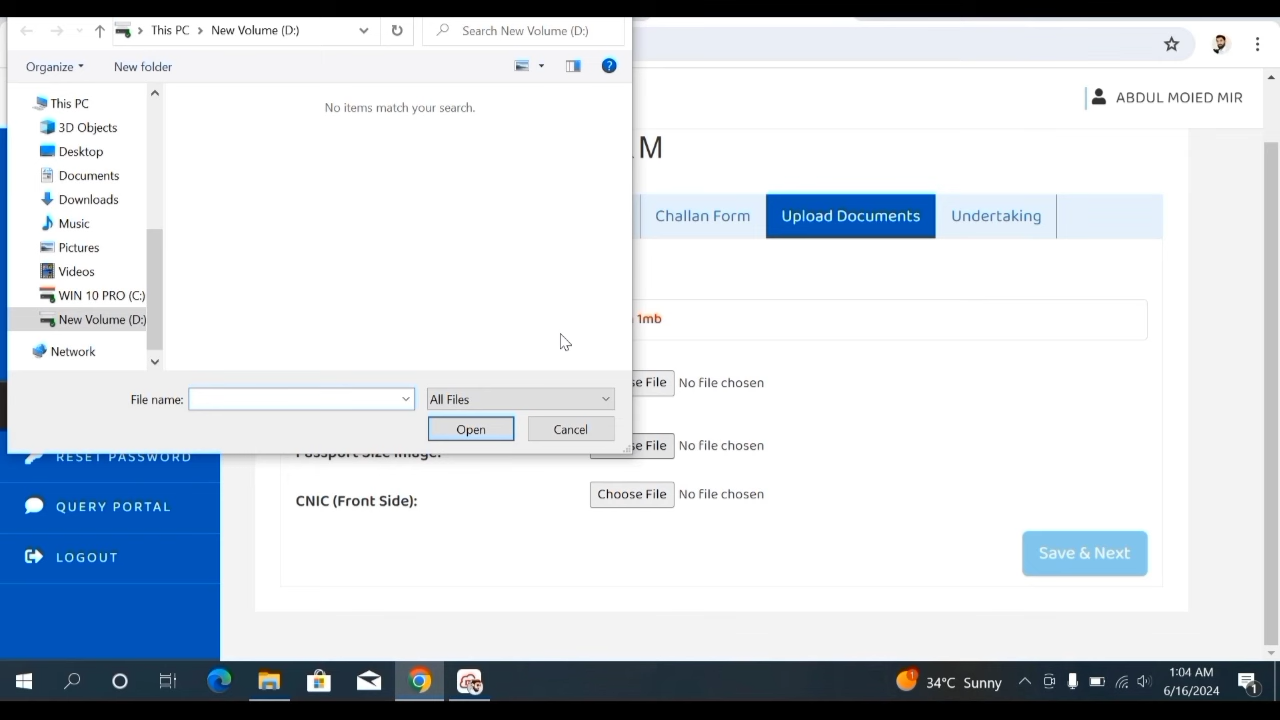 This PC
New Volume (D:)
Search New Volume (D:)
Organize
New folder
ABDUL MOIED MIR
This PC
3D Objects
Desktop
Documents
Downloads
Music
Pictures
Videos
WIN 10 PRO (C:)
New Volume (D:)
Network
No items match your search.
M
Challan Form
Upload Documents
Undertaking
1mb
File name:
All Files
Open
Cancel
se File No file chosen
Passport Size Image: se File No file chosen
CNIC (Front Side): Choose File No file chosen
Save & Next
RESET PASSWORD
QUERY PORTAL
LOGOUT
34°C Sunny
1:04 AM
6/16/2024
1